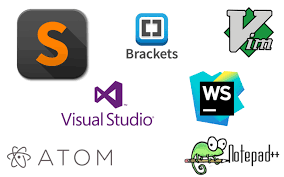 S
Brackets
Vim
Visual Studio
WS
ATOM
Notepad++